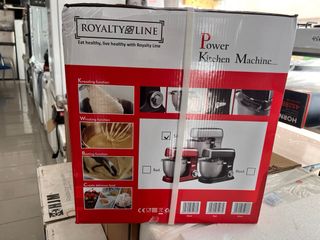 ROYALTY LINE
Eat healthy, live healthy with Royalty Line
Power
Kitchen Machine......
Kneading function:
Whisking function:
Beating function:
Red
Black